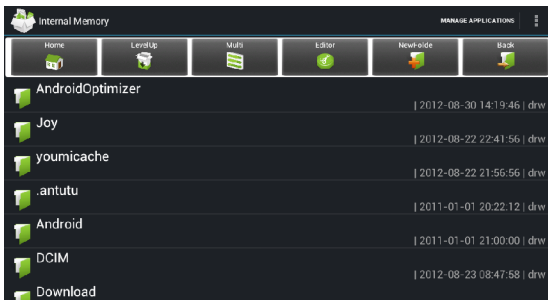 Internal Memory
MANAGE APPLICATIONS
Home
LevelUp
Multi
Editor
NewFolde
Back
AndroidOptimizer
| 2012-08-30 14:19:46 | drw
Joy
| 2012-08-22 22:41:56 | drw
youmicache
| 2012-08-22 21:56:56 | drw
.antutu
| 2011-01-01 20:22:12 | drw
Android
| 2011-01-01 21:00:00 | drw
DCIM
| 2012-08-23 08:47:58 | drw
Download